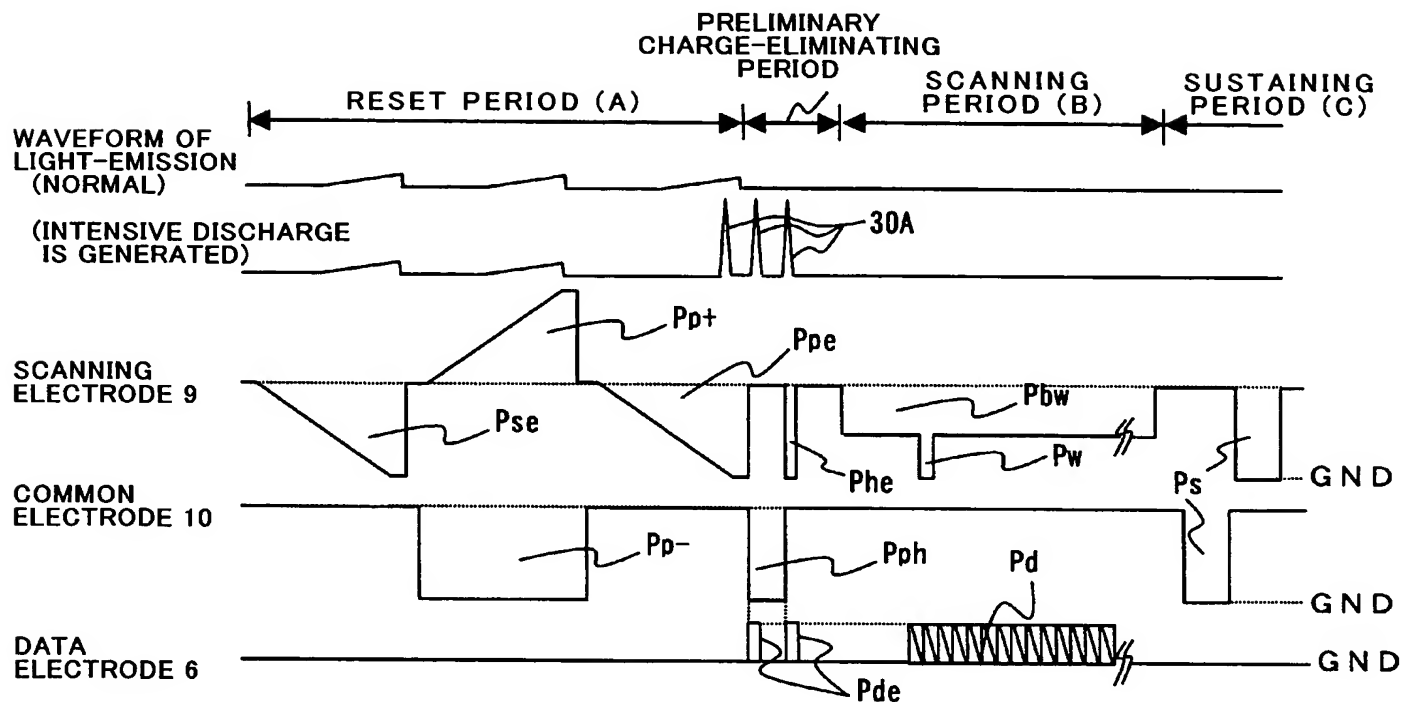 PRELIMINARY
CHARGE-ELIMINATING
PERIOD
RESET PERIOD (A)
SCANNING
PERIOD (B)
SUSTAINING
PERIOD (C)
WAVEFORM OF
LIGHT-EMISSION
(NORMAL)
(INTENSIVE DISCHARGE
IS GENERATED)
30A
Pp+
Ppe
SCANNING
ELECTRODE 9
Pse
Pbw
Phe
Pw
Ps
GND
COMMON
ELECTRODE 10
Pp-
Pph
Pd
GND
DATA
ELECTRODE 6
Pde
GND